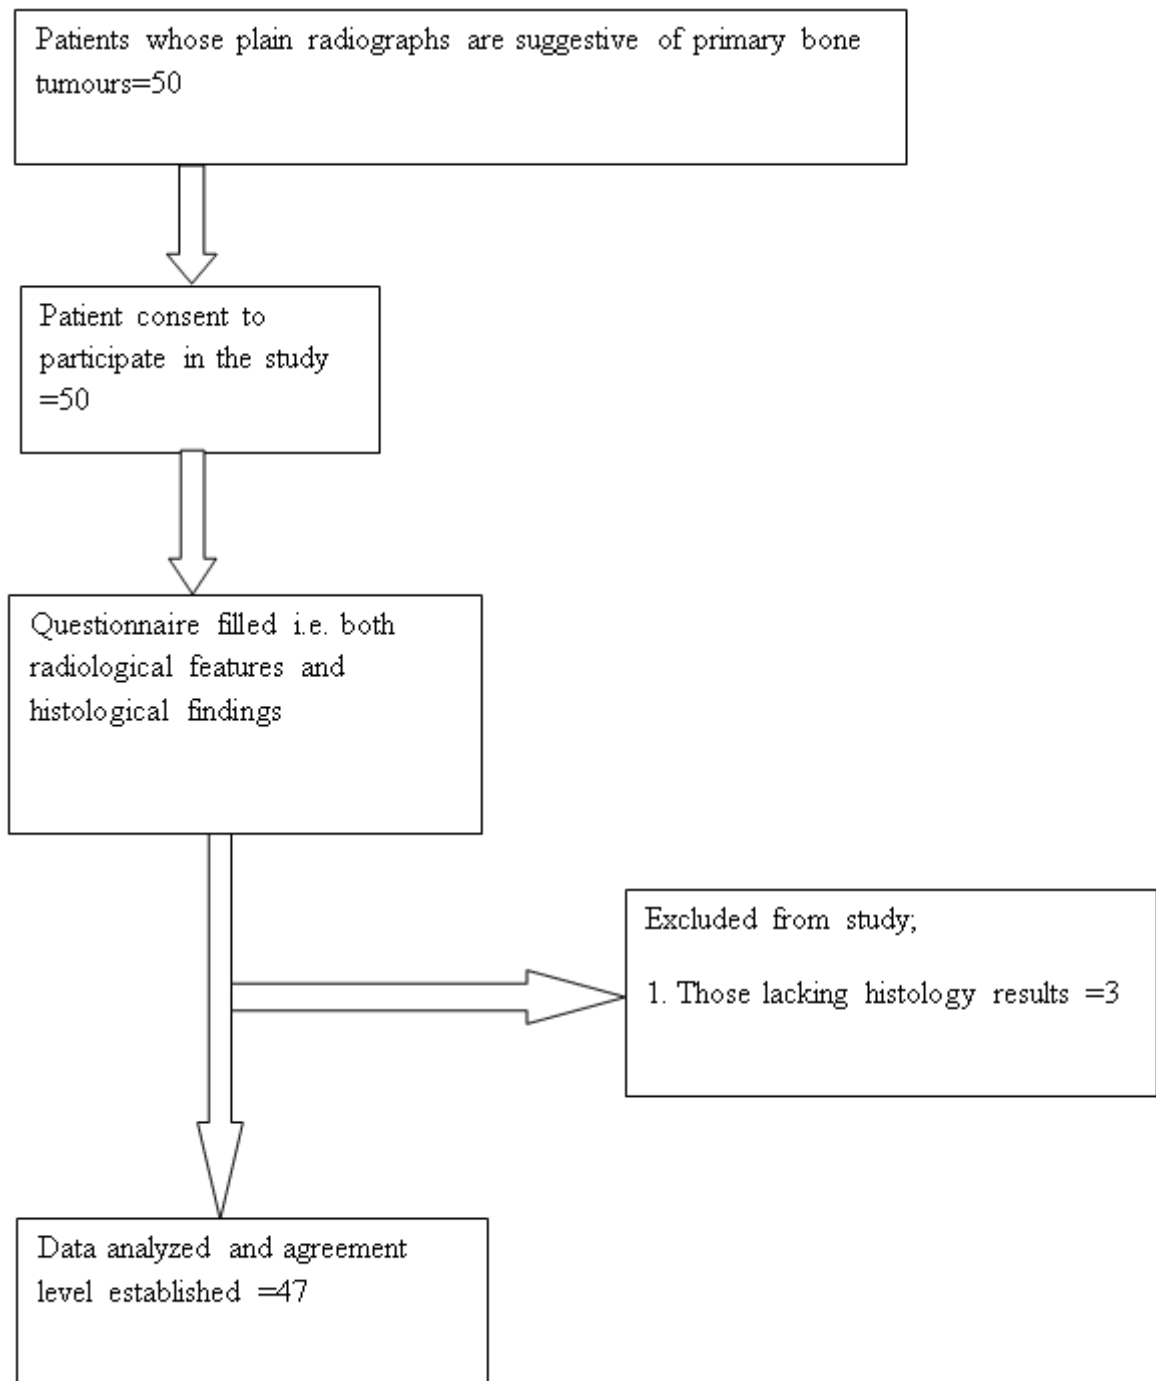 Patients whose plain radiographs are suggestive of primary bone
tumours=50
Patient consent to
participate in the study
=50
Questionnaire filled i.e. both
radiological features and
histological findings
Excluded from study;
1. Those lacking histology results =3
Data analyzed and agreement
level established =47